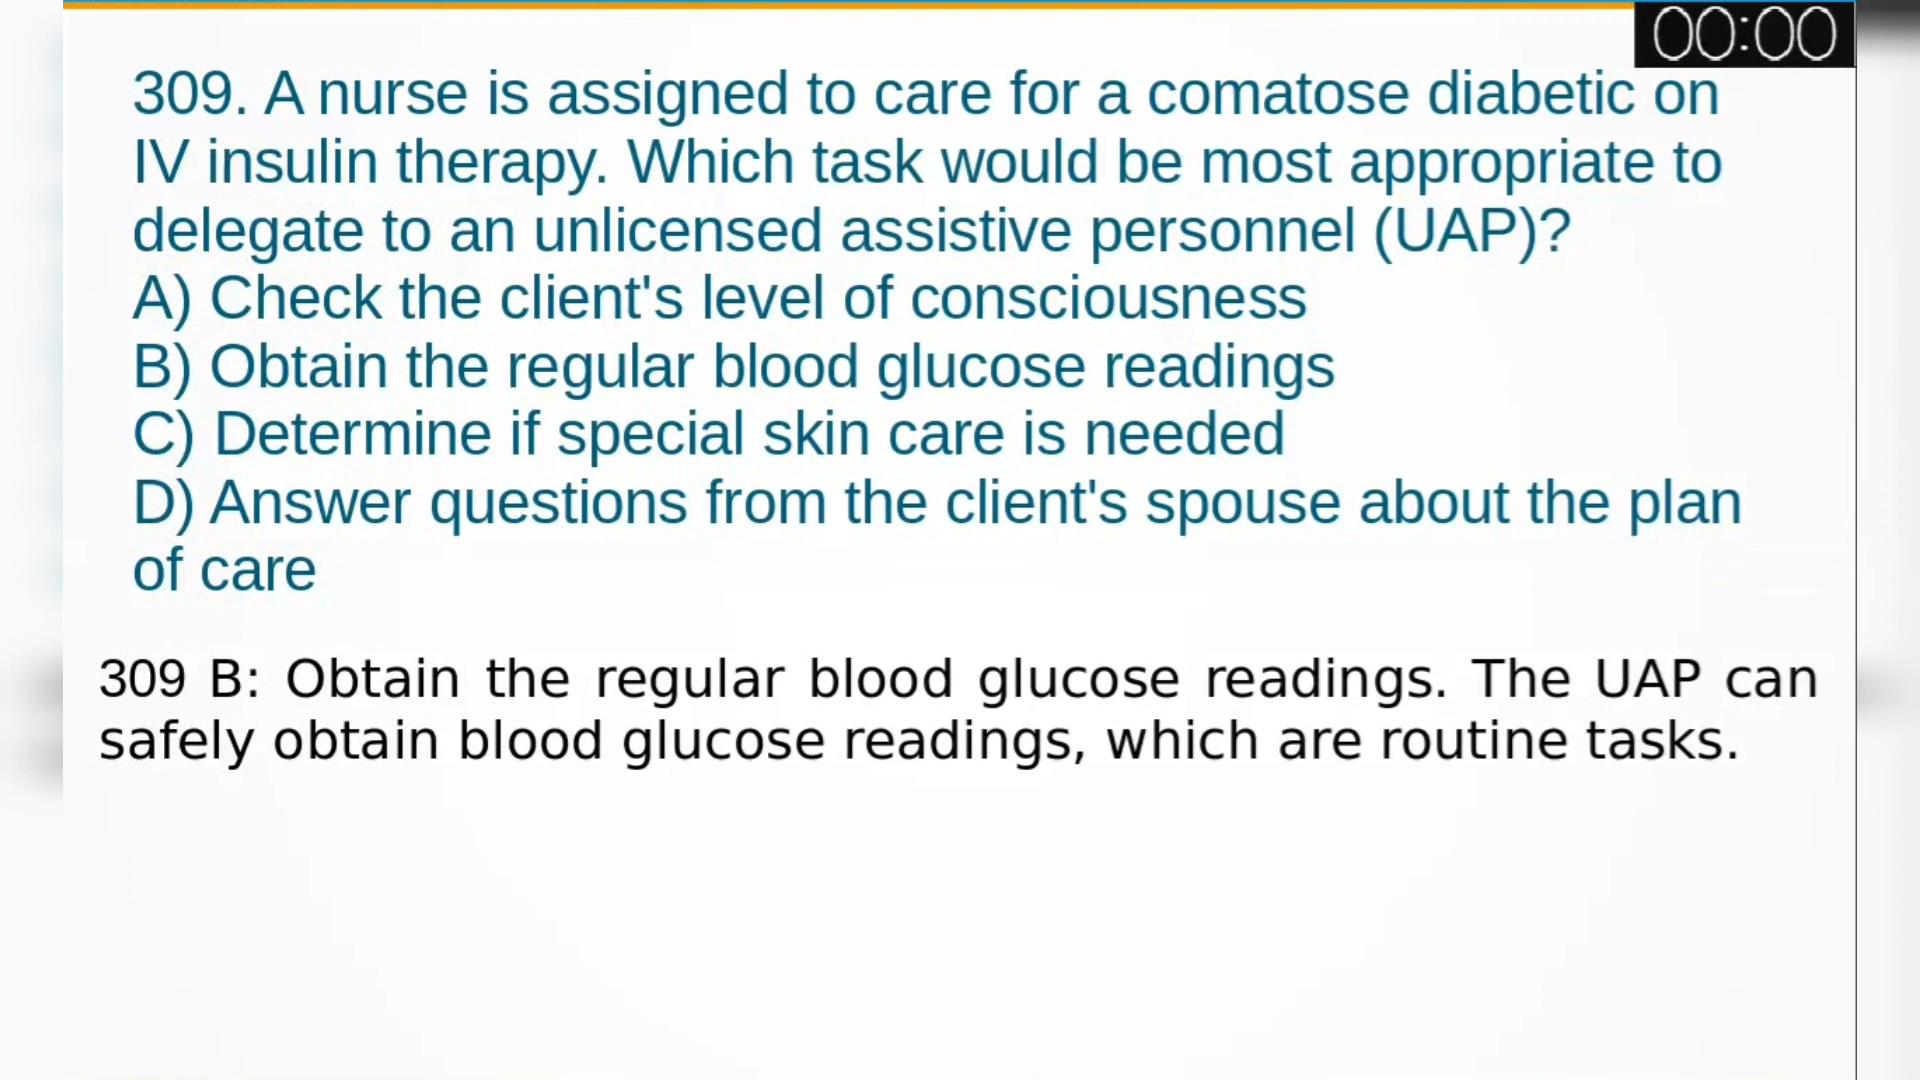 00:00
309. A nurse is assigned to care for a comatose diabetic on
IV insulin therapy. Which task would be most appropriate to
delegate to an unlicensed assistive personnel (UAP)?
A) Check the client's level of consciousness
B) Obtain the regular blood glucose readings
C) Determine if special skin care is needed
D) Answer questions from the client's spouse about the plan
of care
309 B: Obtain the regular blood glucose readings. The UAP can
safely obtain blood glucose readings, which are routine tasks.